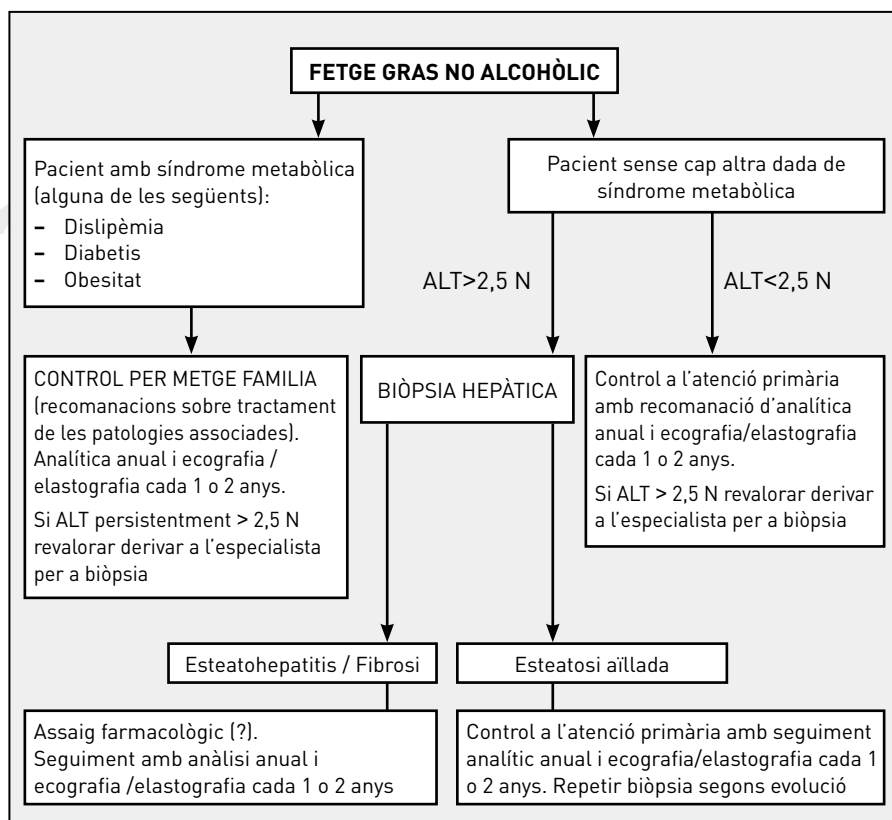 FETGE GRAS NO ALCOHÒLIC
Pacient amb síndrome metabòlica
(alguna de les següents):
– Dislipèmia
– Diabetis
– Obesitat
Pacient sense cap altra dada de
síndrome metabòlica
ALT>2,5 N
ALT<2,5 N
CONTROL PER METGE FAMILIA
(recomanacions sobre tractament
de les patologies associades).
Analítica anual i ecografia /
elastografia cada 1 o 2 anys.
Si ALT persistentment > 2,5 N
revalorar derivar a l’especialista
per a biòpsia
BIÒPSIA HEPÀTICA
Control a l’atenció primària
amb recomanació d’analítica
anual i ecografia/elastografia
cada 1 o 2 anys.
Si ALT > 2,5 N revalorar derivar
a l’especialista per a biòpsia
Esteatohepatitis / Fibrosi
Esteatosi aïllada
Assaig farmacològic (?).
Seguiment amb anàlisi anual i
ecografia /elastografia cada 1 o 2 anys
Control a l’atenció primària amb seguiment
analític anual i ecografia/elastografia cada 1
o 2 anys. Repetir biòpsia segons evolució